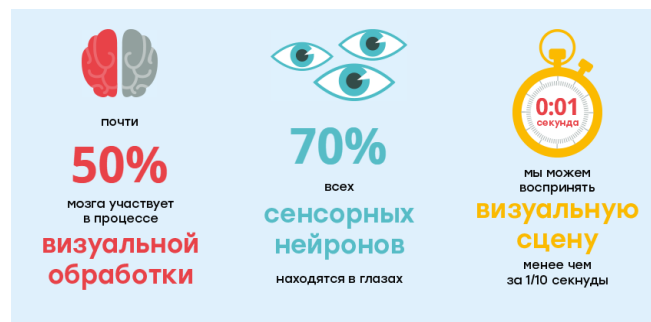 почти
50%
мозга участвует
в процессе
визуальной
обработки
70%
всех
сенсорных
нейронов
находятся в глазах
0:01
секунда
мы можем
воспринять
визуальную
сцену
менее чем
за 1/10 секнуды